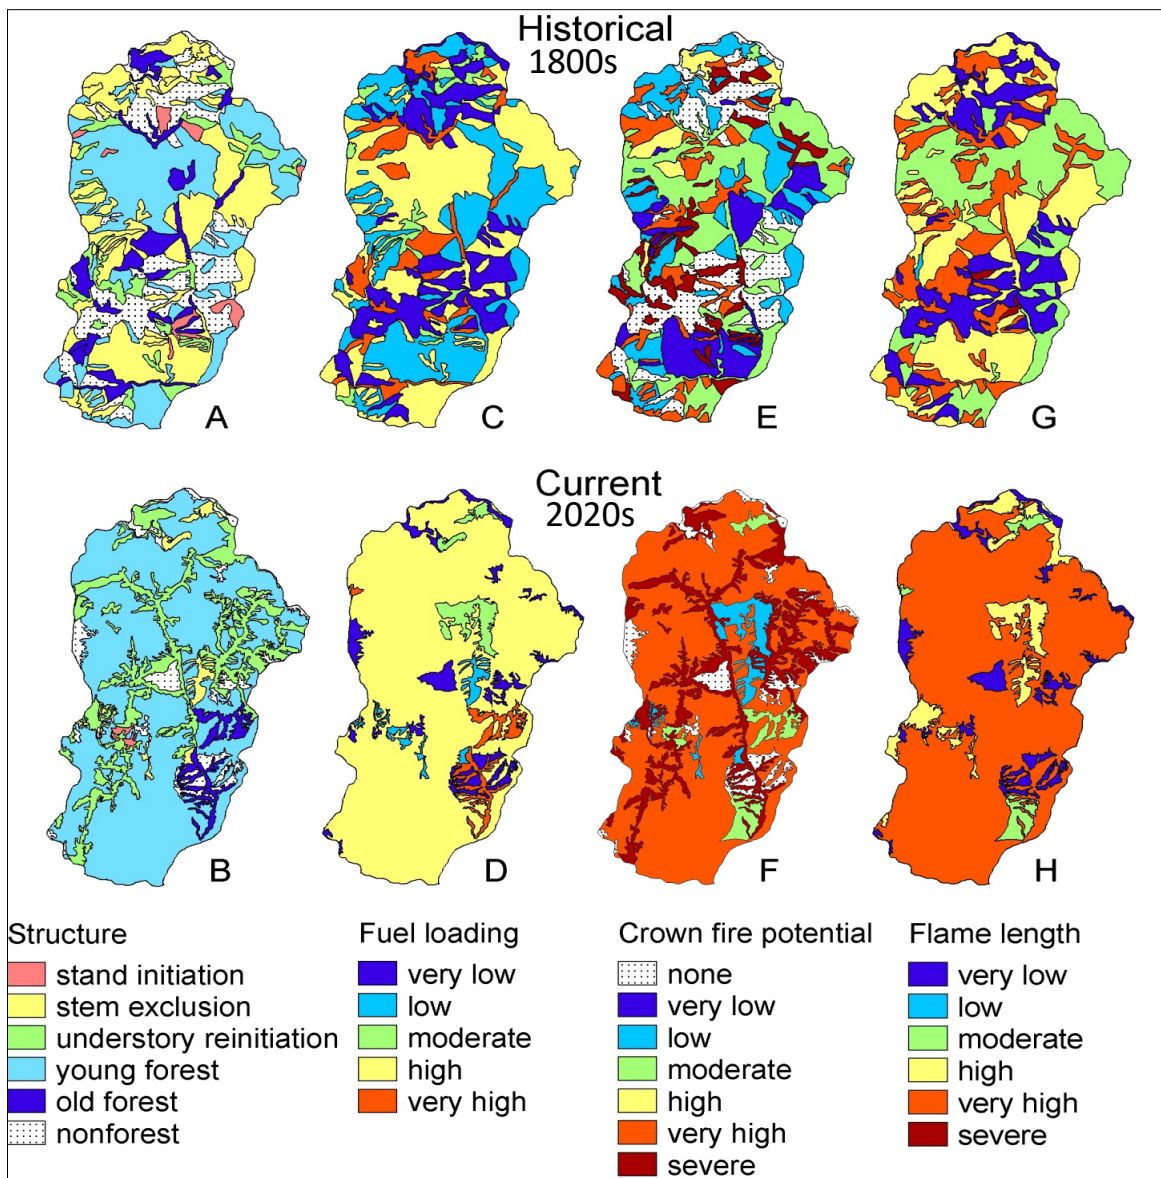 Historical
1800s
A
C
E
G
Current
2020s
B
D
F
H
Structure
stand initiation
stem exclusion
understory reinitiation
young forest
old forest
nonforest
Fuel loading
very low
low
moderate
high
very high
Crown fire potential
none
very low
low
moderate
high
very high
severe
Flame length
very low
low
moderate
high
very high
severe